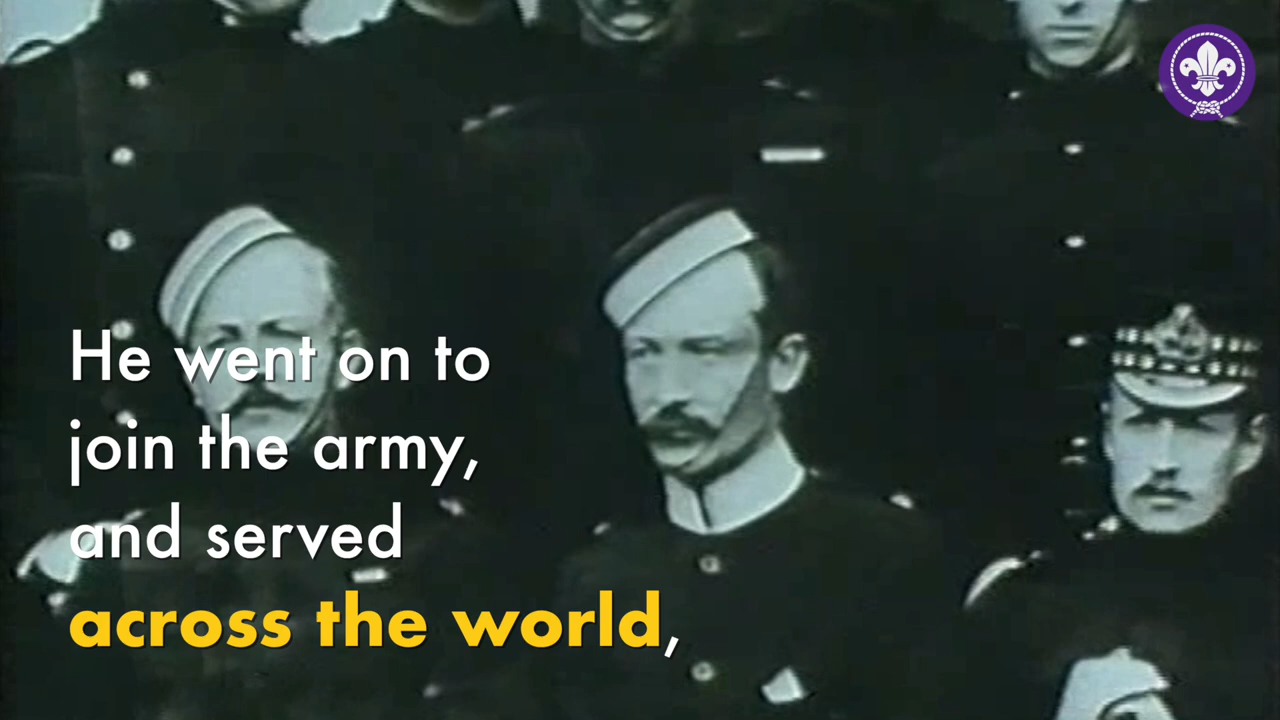 He went on to
join the army,
and served
across the world,